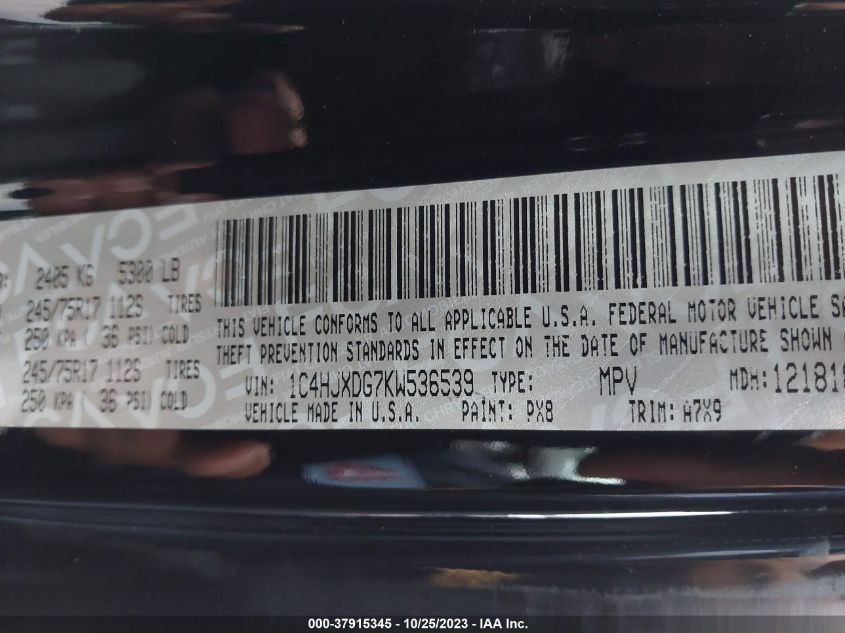 2405 KG 5300 LB
245/75R17 112S TIRES
250 KPA / 36 PSI/ COLD
245/75R17 112S TIRES
250 KPA / 36 PSI/ COLD
THIS VEHICLE CONFORMS TO ALL APPLICABLE U.S.A. FEDERAL MOTOR VEHICLE SA
THEFT PREVENTION STANDARDS IN EFFECT ON THE DATE OF MANUFACTURE SHOWN
VIN: 1C4HJXDG7KW536539 TYPE: MPV MDH: 121810
VEHICLE MADE IN U.S.A. PAINT: PX8 TRIM: A7X9
000-37915345 / 10/25/2023 - IAA Inc.